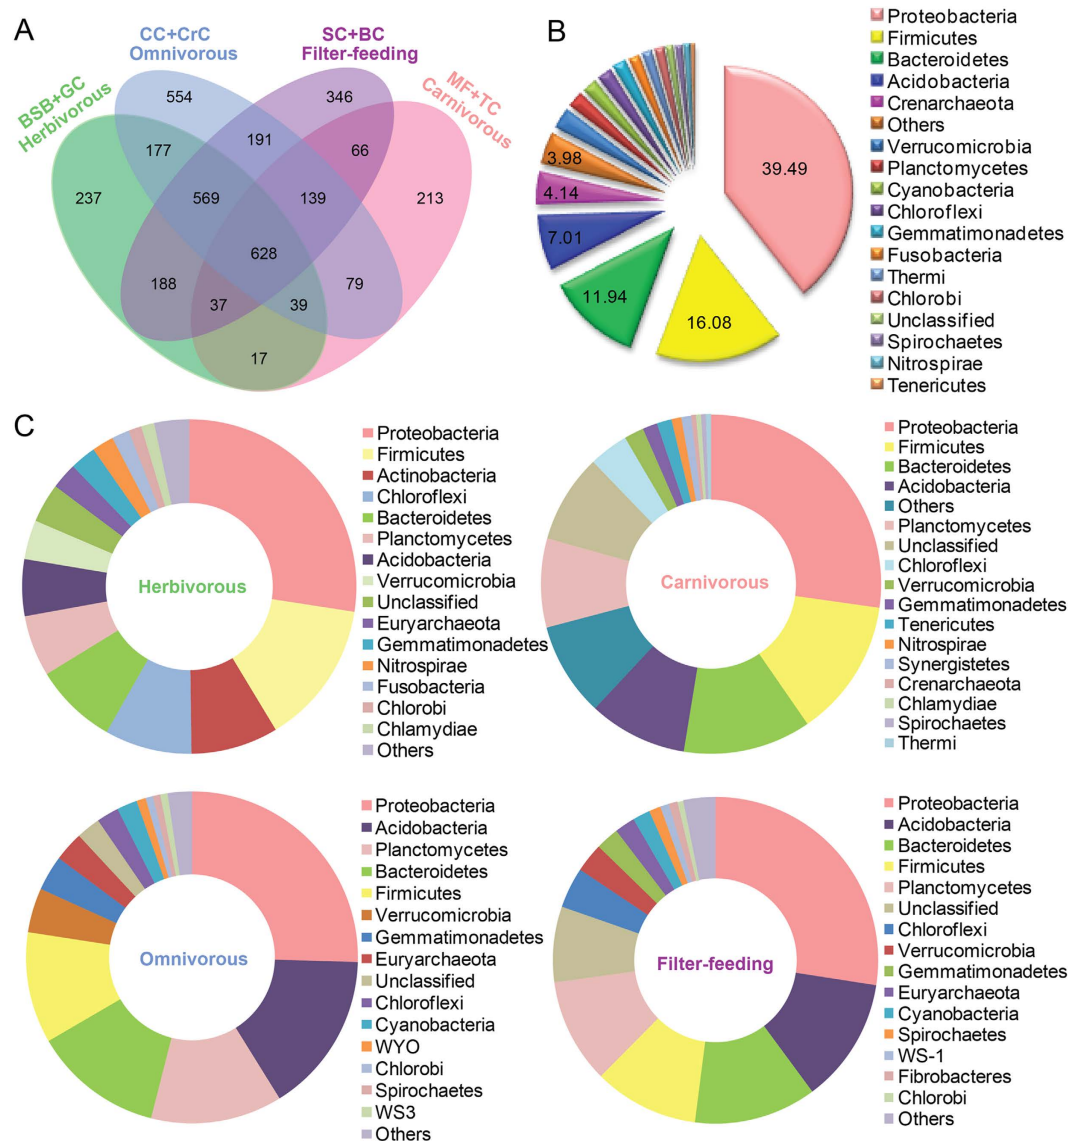 A
BSB+GC
Herbivorous
CC+CrC
Omnivorous
SC+BC
Filter-feeding
MF+TC
Carnivorous
554
346
177
191
66
237
569
139
213
628
188
37
39
79
17
B
39.49
16.08
11.94
7.01
4.14
3.98
Proteobacteria
Firmicutes
Bacteroidetes
Acidobacteria
Crenarchaeota
Others
Verrucomicrobia
Planctomycetes
Cyanobacteria
Chloroflexi
Gemmatimonadetes
Fusobacteria
Thermi
Chlorobi
Unclassified
Spirochaetes
Nitrospirae
Tenericutes
C
Herbivorous
Proteobacteria
Firmicutes
Actinobacteria
Chloroflexi
Bacteroidetes
Planctomycetes
Acidobacteria
Verrucomicrobia
Unclassified
Euryarchaeota
Gemmatimonadetes
Nitrospirae
Fusobacteria
Chlorobi
Chlamydiae
Others
Carnivorous
Proteobacteria
Firmicutes
Bacteroidetes
Acidobacteria
Others
Planctomycetes
Unclassified
Chloroflexi
Verrucomicrobia
Gemmatimonadetes
Tenericutes
Nitrospirae
Synergistetes
Crenarchaeota
Chlamydiae
Spirochaetes
Thermi
Omnivorous
Proteobacteria
Acidobacteria
Planctomycetes
Bacteroidetes
Firmicutes
Verrucomicrobia
Gemmatimonadetes
Euryarchaeota
Unclassified
Chloroflexi
Cyanobacteria
WYO
Chlorobi
Spirochaetes
WS3
Others
Filter-feeding
Proteobacteria
Acidobacteria
Bacteroidetes
Firmicutes
Planctomycetes
Unclassified
Chloroflexi
Verrucomicrobia
Gemmatimonadetes
Euryarchaeota
Cyanobacteria
Spirochaetes
WS-1
Fibrobacteres
Chlorobi
Others